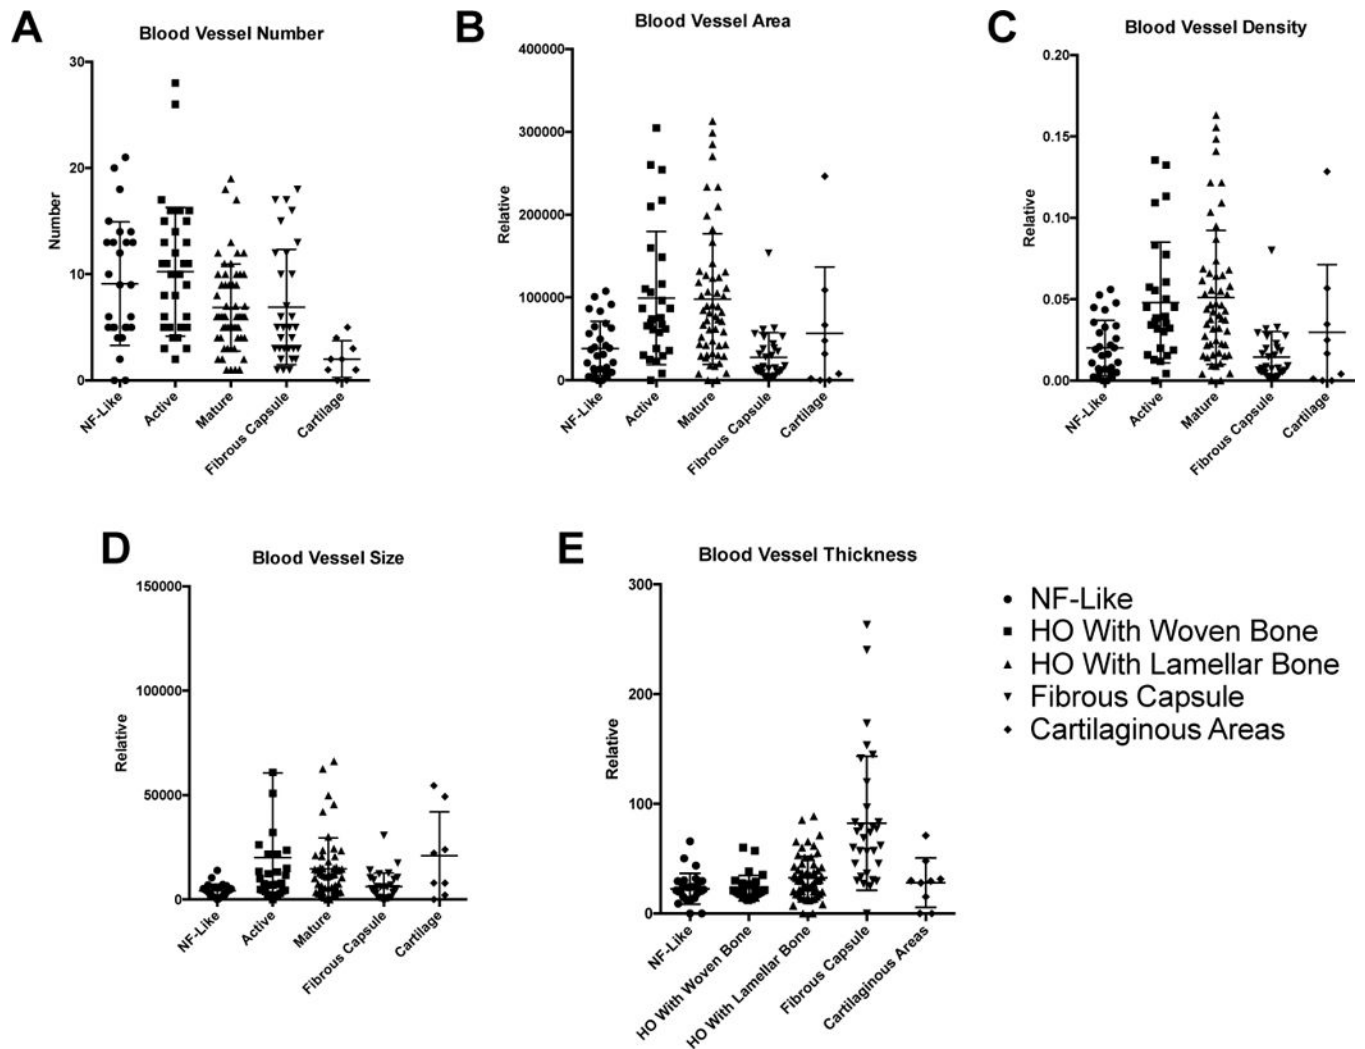 A
Blood Vessel Number
30
20
10
0
Number
NF-Like
Active
Mature
Fibrous Capsule
Cartilage
B
Blood Vessel Area
400000
300000
200000
100000
0
Relative
NF-Like
Active
Mature
Fibrous Capsule
Cartilage
C
Blood Vessel Density
0.20
0.15
0.10
0.05
0.00
Relative
NF-Like
Active
Mature
Fibrous Capsule
Cartilage
D
Blood Vessel Size
150000
100000
50000
0
Relative
NF-Like
Active
Mature
Fibrous Capsule
Cartilage
E
Blood Vessel Thickness
300
200
100
0
Relative
NF-Like
HO With Woven Bone
HO With Lamellar Bone
Fibrous Capsule
Cartilaginous Areas
NF-Like
HO With Woven Bone
HO With Lamellar Bone
Fibrous Capsule
Cartilaginous Areas